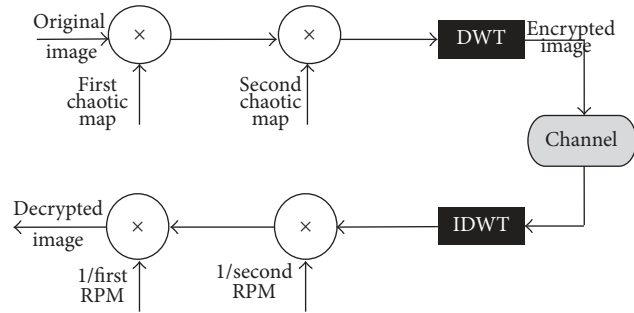 Original
image
×
×
DWT
Encrypted
image
First
chaotic
map
Second
chaotic
map
Channel
Decrypted
image
×
×
IDWT
1/first
RPM
1/second
RPM